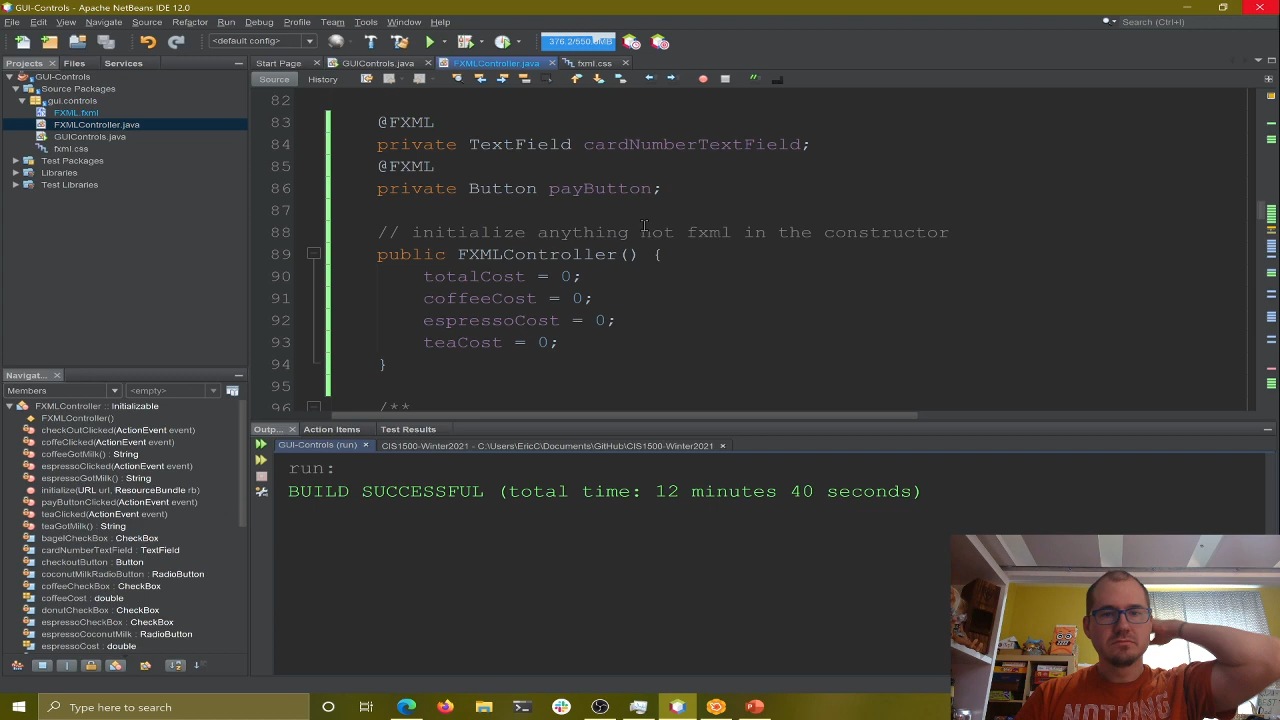 GUI-Controls - Apache NetBeans IDE 12.0
File Edit View Navigate Source Refactor Run Debug Profile Team Tools Window Help
Search (Ctrl+I)
<default config>
376.2/550.0MB
Projects Files Services
Start Page GUIControls.java FXMLController.java fxml.css
Source History
GUI-Controls
Source Packages
gui.controls
FXML.fxml
FXMLController.java
GUIControls.java
fxml.css
Test Packages
Libraries
Test Libraries
82
83 @FXML
84 private TextField cardNumberTextField;
85 @FXML
86 private Button payButton;
87
88 // initialize anything not fxml in the constructor
89 public FXMLController() {
90 totalCost = 0;
91 coffeeCost = 0;
92 espressoCost = 0;
93 teaCost = 0;
94 }
95
96 /**
Navigat...
Members <empty>
FXMLController :: Initializable
FXMLController()
checkOutClicked(ActionEvent event)
coffeClicked(ActionEvent event)
coffeeGotMilk() : String
espressoClicked(ActionEvent event)
espressoGotMilk() : String
initialize(URL url, ResourceBundle rb)
payButtonClicked(ActionEvent event)
teaClicked(ActionEvent event)
teaGotMilk() : String
bagelCheckBox : CheckBox
cardNumberTextField : TextField
checkoutButton : Button
coconutMilkRadioButton : RadioButton
coffeeCheckBox : CheckBox
coffeeCost : double
donutCheckBox : CheckBox
espressoCheckBox : CheckBox
espressoCoconutMilk : RadioButton
espressoCost : double
Outp... Action Items Test Results
GUI-Controls (run) CIS1500-Winter2021 - C:\Users\EricC\Documents\GitHub\CIS1500-Winter2021
run:
BUILD SUCCESSFUL (total time: 12 minutes 40 seconds)
NOTHING
Type here to search